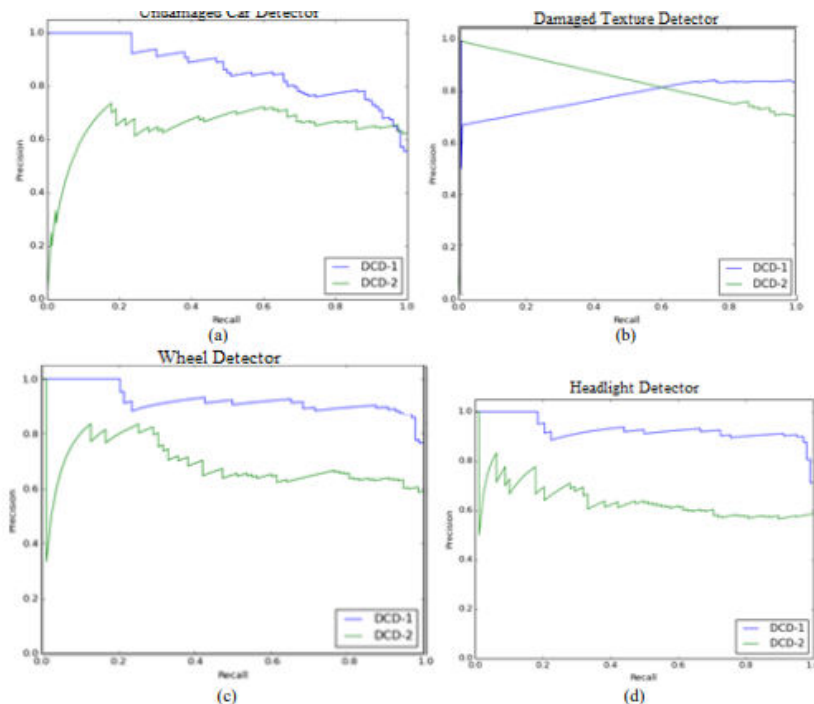 Undamaged Car Detector
1.0
0.8
0.6
0.4
0.2
0.0
Precision
0.0 0.2 0.4 0.6 0.8 1.0
Recall
DCD-1
DCD-2
(a)
Damaged Texture Detector
1.0
0.8
0.6
0.4
0.2
0.0
Precision
0.0 0.2 0.4 0.6 0.8 1.0
Recall
DCD-1
DCD-2
(b)
Wheel Detector
1.0
0.8
0.6
0.4
0.2
0.0
Precision
0.0 0.2 0.4 0.6 0.8 1.0
Recall
DCD-1
DCD-2
(c)
Headlight Detector
1.0
0.8
0.6
0.4
0.2
0.0
Precision
0.0 0.2 0.4 0.6 0.8 1.0
Recall
DCD-1
DCD-2
(d)